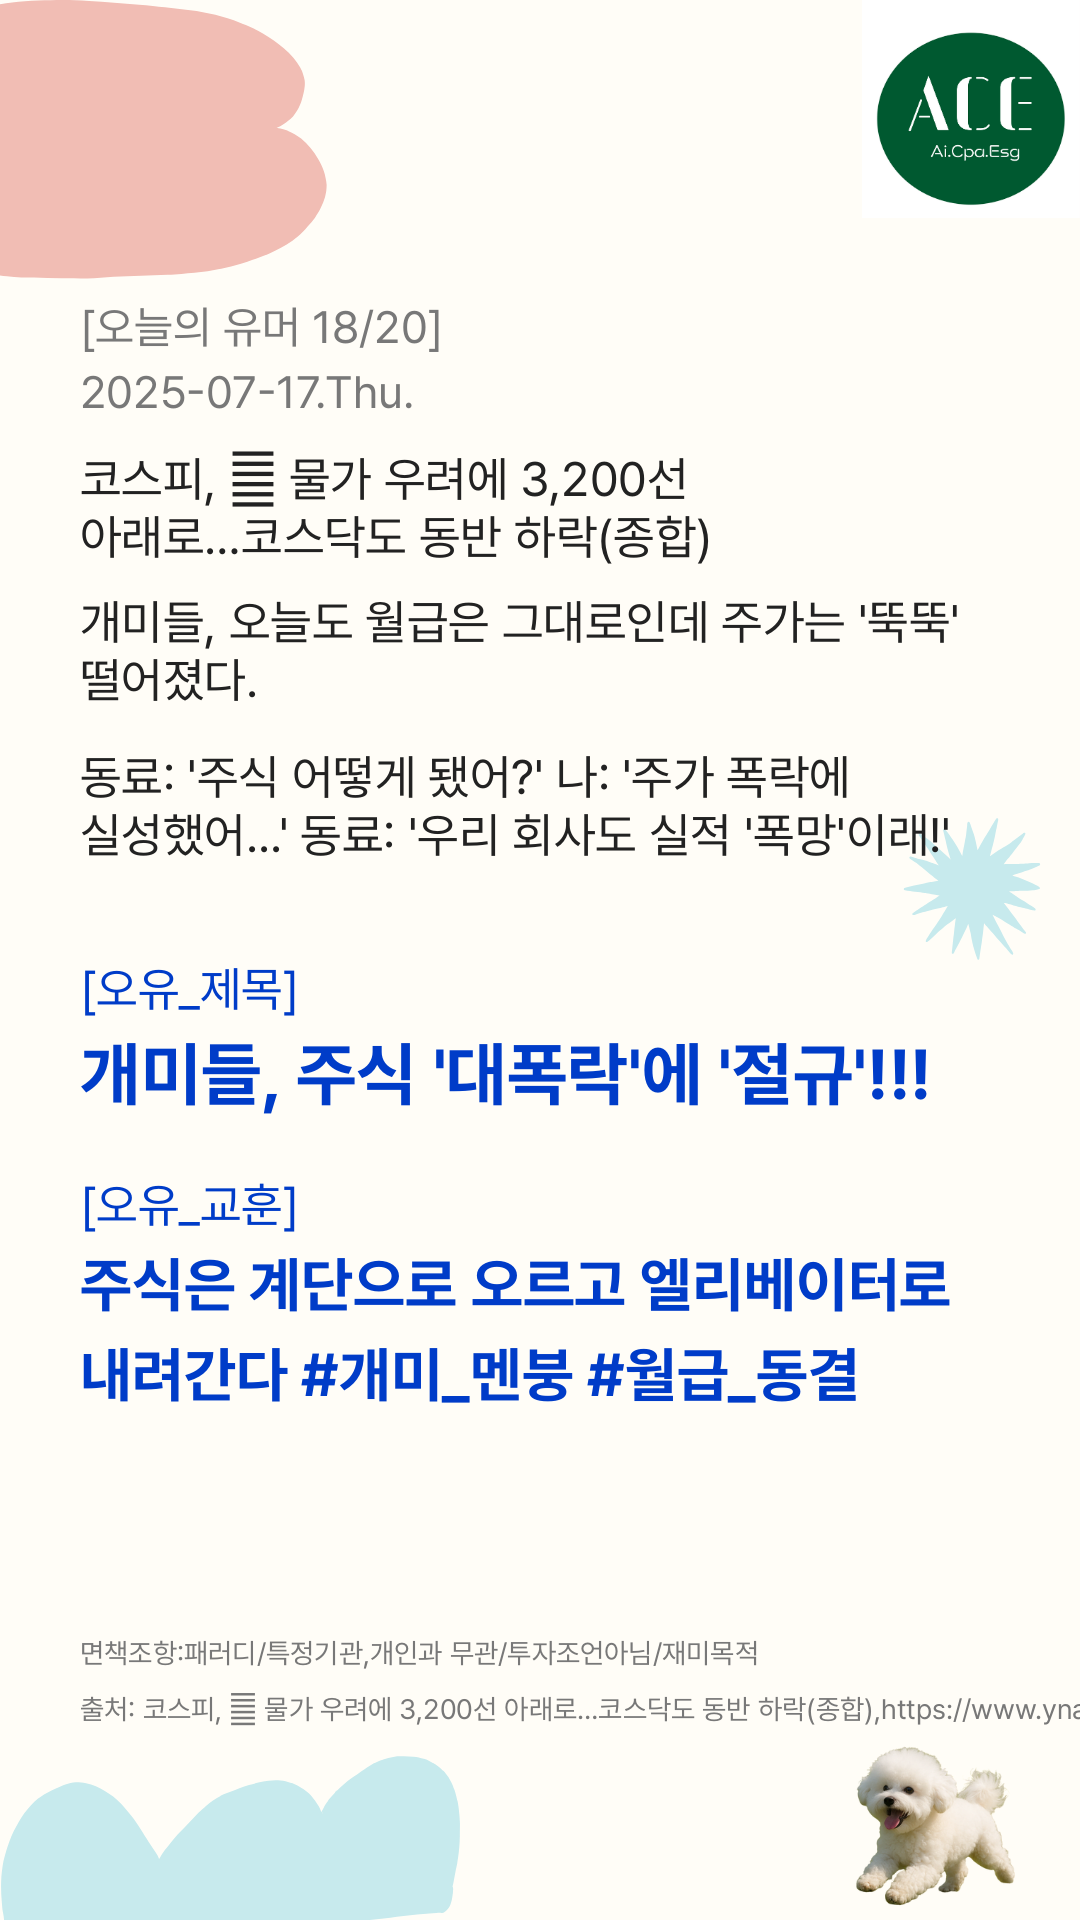 ACE
Ai.Cpa.Esg
[오늘의 유머 18/20]
2025-07-17.Thu.
코스피, 물가 우려에 3,200선
아래로...코스닥도 동반 하락(종합)
개미들, 오늘도 월급은 그대로인데 주가는 '뚝뚝'
떨어졌다.
동료: '주식 어떻게 됐어?' 나: '주가 폭락에
실성했어...' 동료: '우리 회사도 실적 '폭망'이래!'
[오유_제목]
개미들, 주식 '대폭락'에 '절규'!!!
[오유_교훈]
주식은 계단으로 오르고 엘리베이터로
내려간다 #개미_멘붕 #월급_동결
면책조항:패러디/특정기관,개인과 무관/투자조언아님/재미목적
출처: 코스피, 물가 우려에 3,200선 아래로...코스닥도 동반 하락(종합),https://www.yna